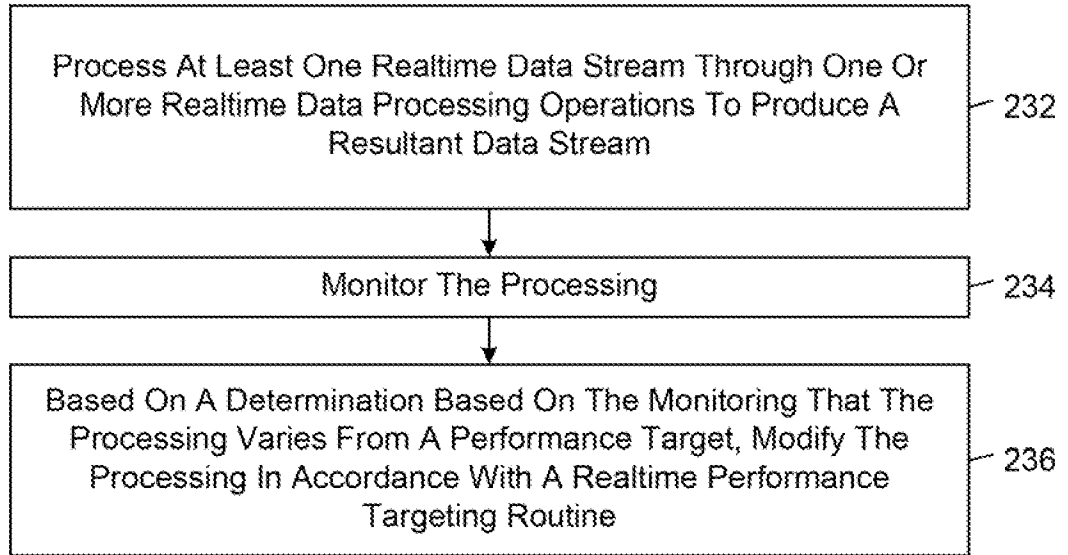 Process At Least One Realtime Data Stream Through One Or
More Realtime Data Processing Operations To Produce A
Resultant Data Stream
232
Monitor The Processing
234
Based On A Determination Based On The Monitoring That The
Processing Varies From A Performance Target, Modify The
Processing In Accordance With A Realtime Performance
Targeting Routine
236